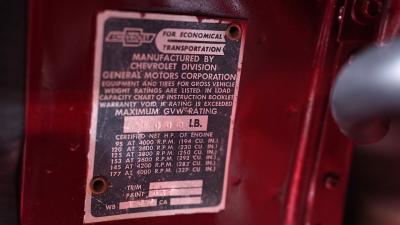 CHEVROLET
FOR ECONOMICAL
TRANSPORTATION
MANUFACTURED BY
CHEVROLET DIVISION
GENERAL MOTORS CORPORATION
EQUIPMENT AND TIRES FOR GROSS VEHICLE
WEIGHT RATINGS ARE LISTED IN LOAD
CAPACITY CHART OF INSTRUCTION BOOKLET
WARRANTY VOID IF RATING IS EXCEEDED
MAXIMUM GVW RATING
LB.
CERTIFIED NET H.P. OF ENGINE
95 AT 4000 R.P.M. (194 CU. IN.)
120 AT 3600 R.P.M. (230 CU. IN.)
125 AT 3800 R.P.M. (250 CU. IN.)
153 AT 3600 R.P.M. (292 CU. IN.)
145 AT 4200 R.P.M. (283 CU. IN.)
177 AT 4000 R.P.M. (327 CU. IN.)
TRIM
PAINT
WB CA